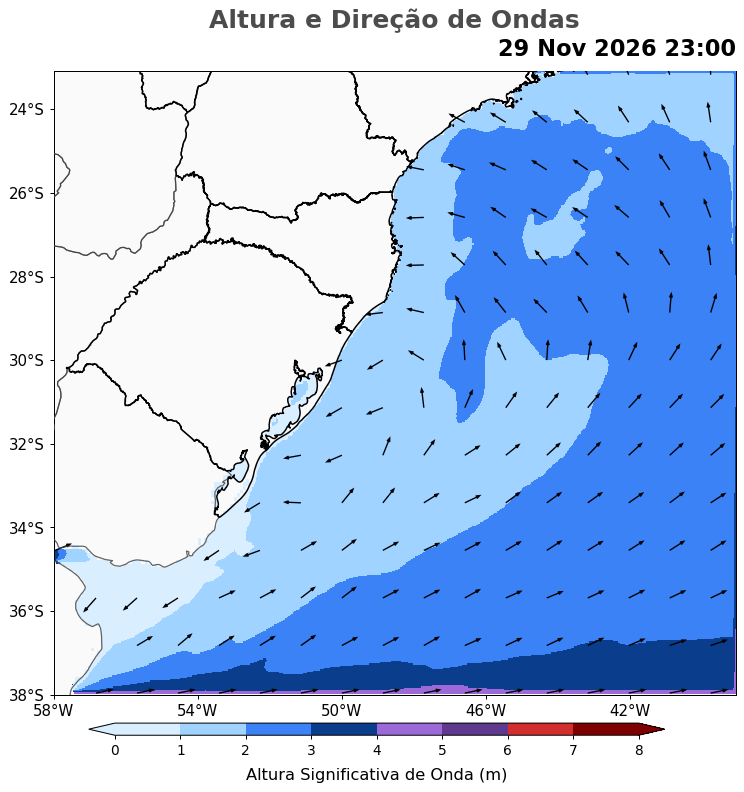 Altura e Direção de Ondas
29 Nov 2026 23:00
24°S
26°S
28°S
30°S
32°S
34°S
36°S
38°S
58°W 54°W 50°W 46°W 42°W
0 1 2 3 4 5 6 7 8
Altura Significativa de Onda (m)